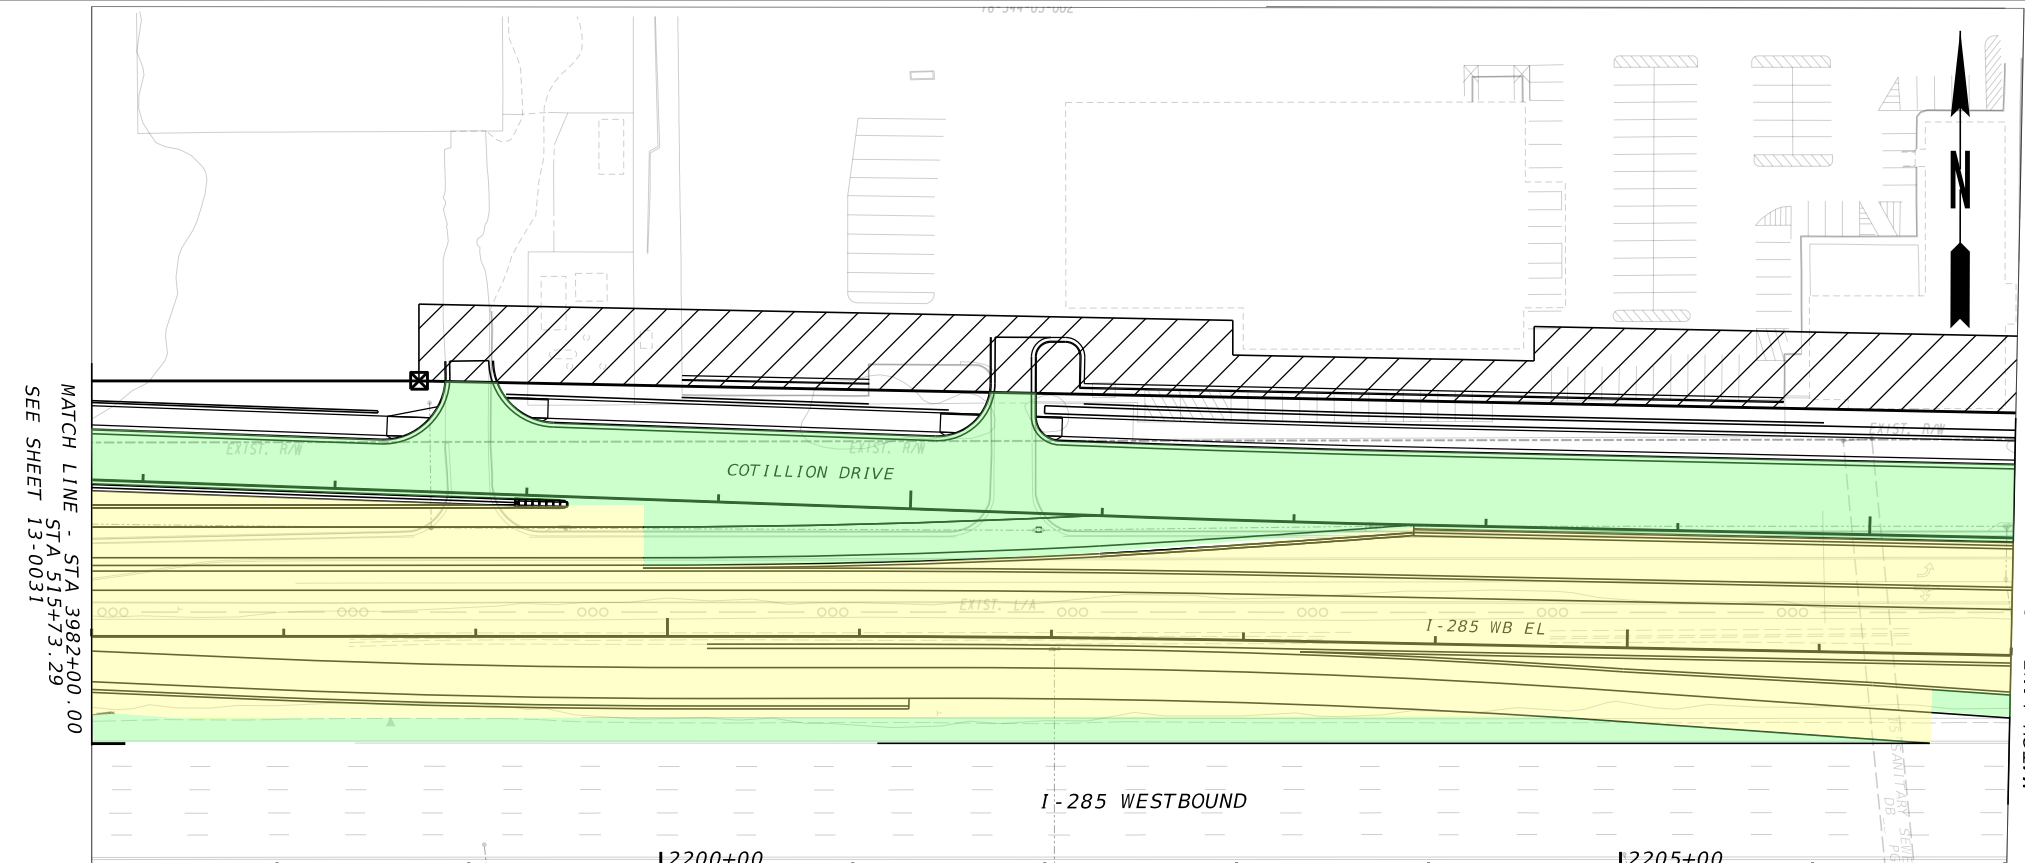 N
MATCH LINE - STA 3982+00.00
STA 515+73.29
SEE SHEET 13-0031
EXIST. R/W
EXIST. R/W
EXIST. R/W
COTILLION DRIVE
EXIST. L/A
I-285 WB EL
I-285 WESTBOUND
2200+00
2205+00